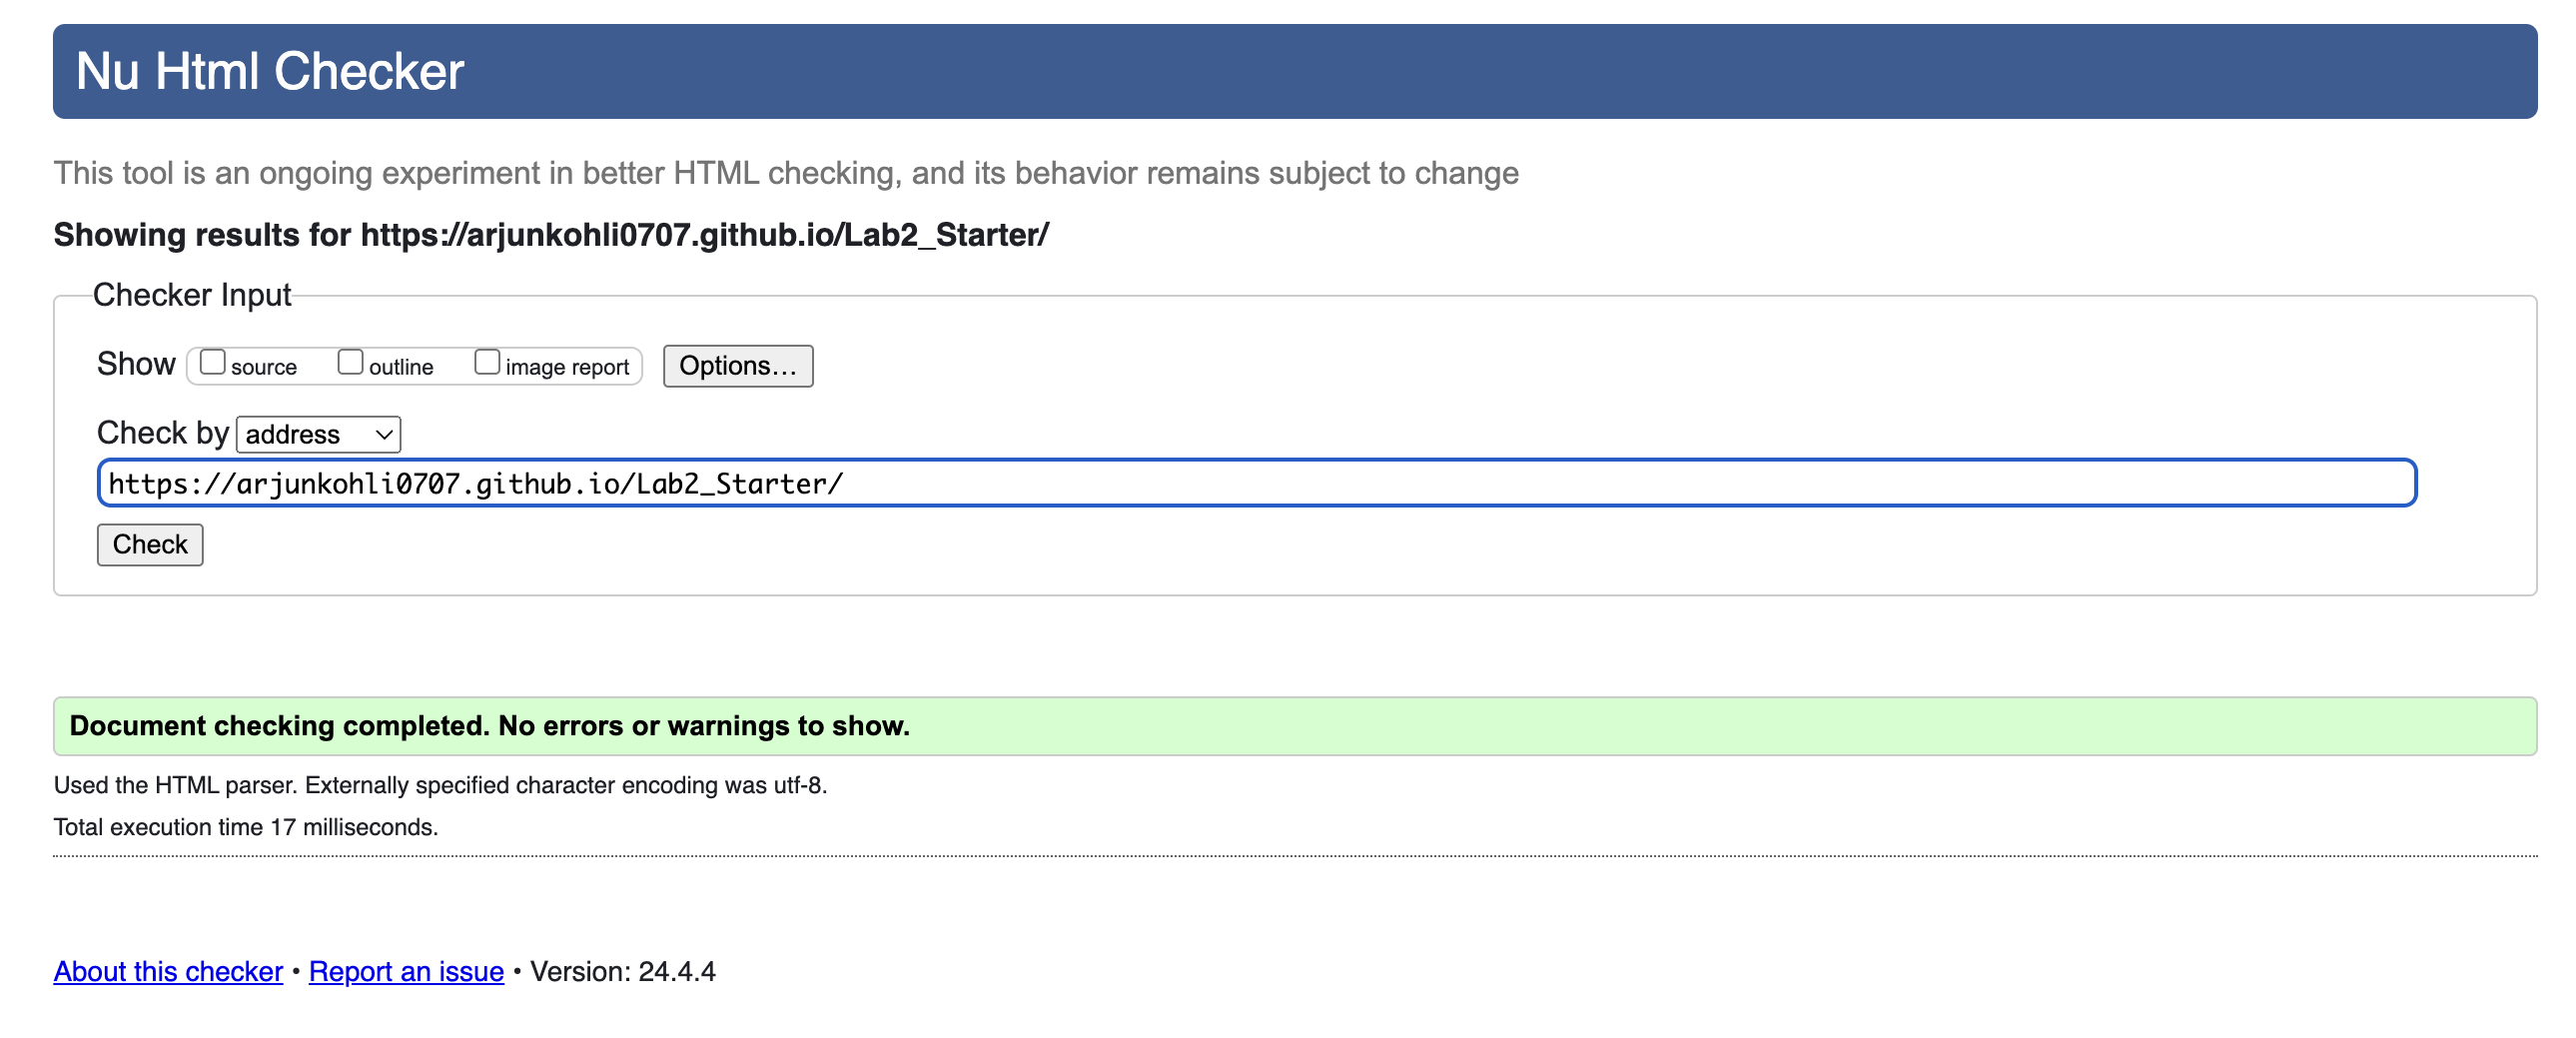 Nu Html Checker
This tool is an ongoing experiment in better HTML checking, and its behavior remains subject to change
Showing results for https://arjunkohli0707.github.io/Lab2_Starter/
Checker Input
Show source outline image report Options...
Check by address
https://arjunkohli0707.github.io/Lab2_Starter/
Check
Document checking completed. No errors or warnings to show.
Used the HTML parser. Externally specified character encoding was utf-8.
Total execution time 17 milliseconds.
About this checker • Report an issue • Version: 24.4.4